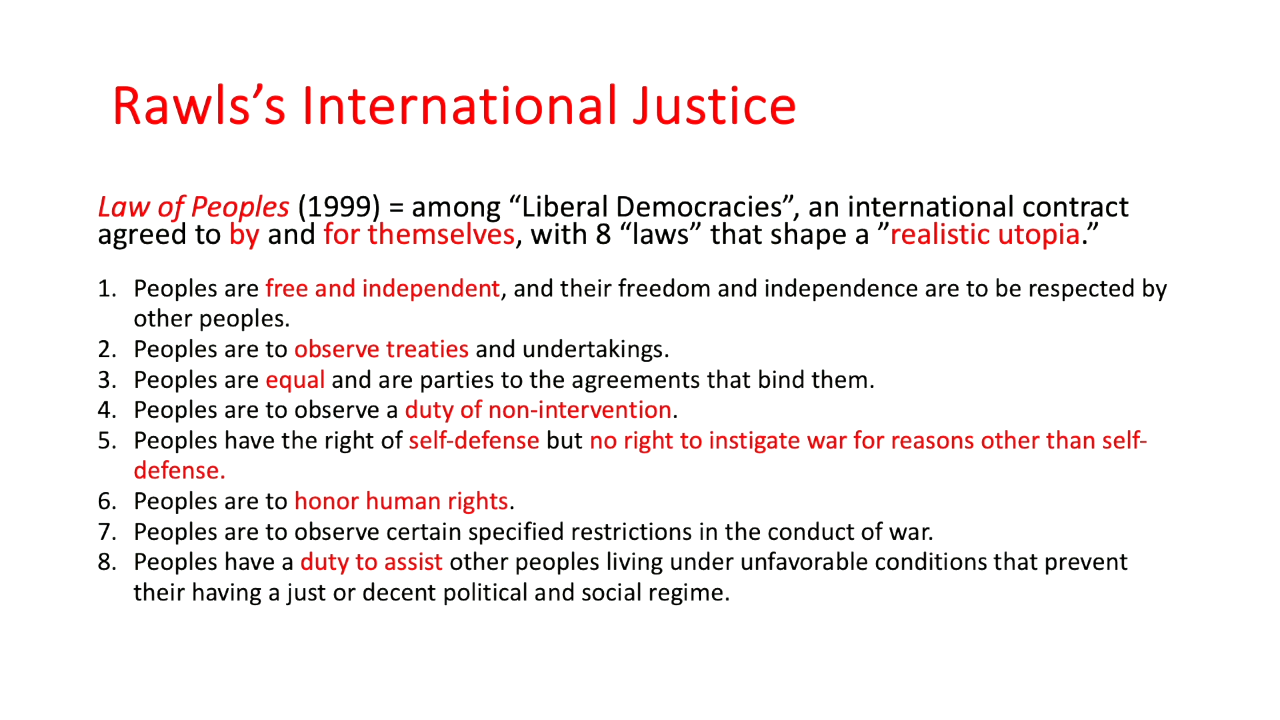 Rawls’s International Justice
Law of Peoples (1999) = among “Liberal Democracies”, an international contract
agreed to by and for themselves, with 8 “laws” that shape a ”realistic utopia.”
1. Peoples are free and independent, and their freedom and independence are to be respected by
other peoples.
2. Peoples are to observe treaties and undertakings.
3. Peoples are equal and are parties to the agreements that bind them.
4. Peoples are to observe a duty of non-intervention.
5. Peoples have the right of self-defense but no right to instigate war for reasons other than self-
defense.
6. Peoples are to honor human rights.
7. Peoples are to observe certain specified restrictions in the conduct of war.
8. Peoples have a duty to assist other peoples living under unfavorable conditions that prevent
their having a just or decent political and social regime.